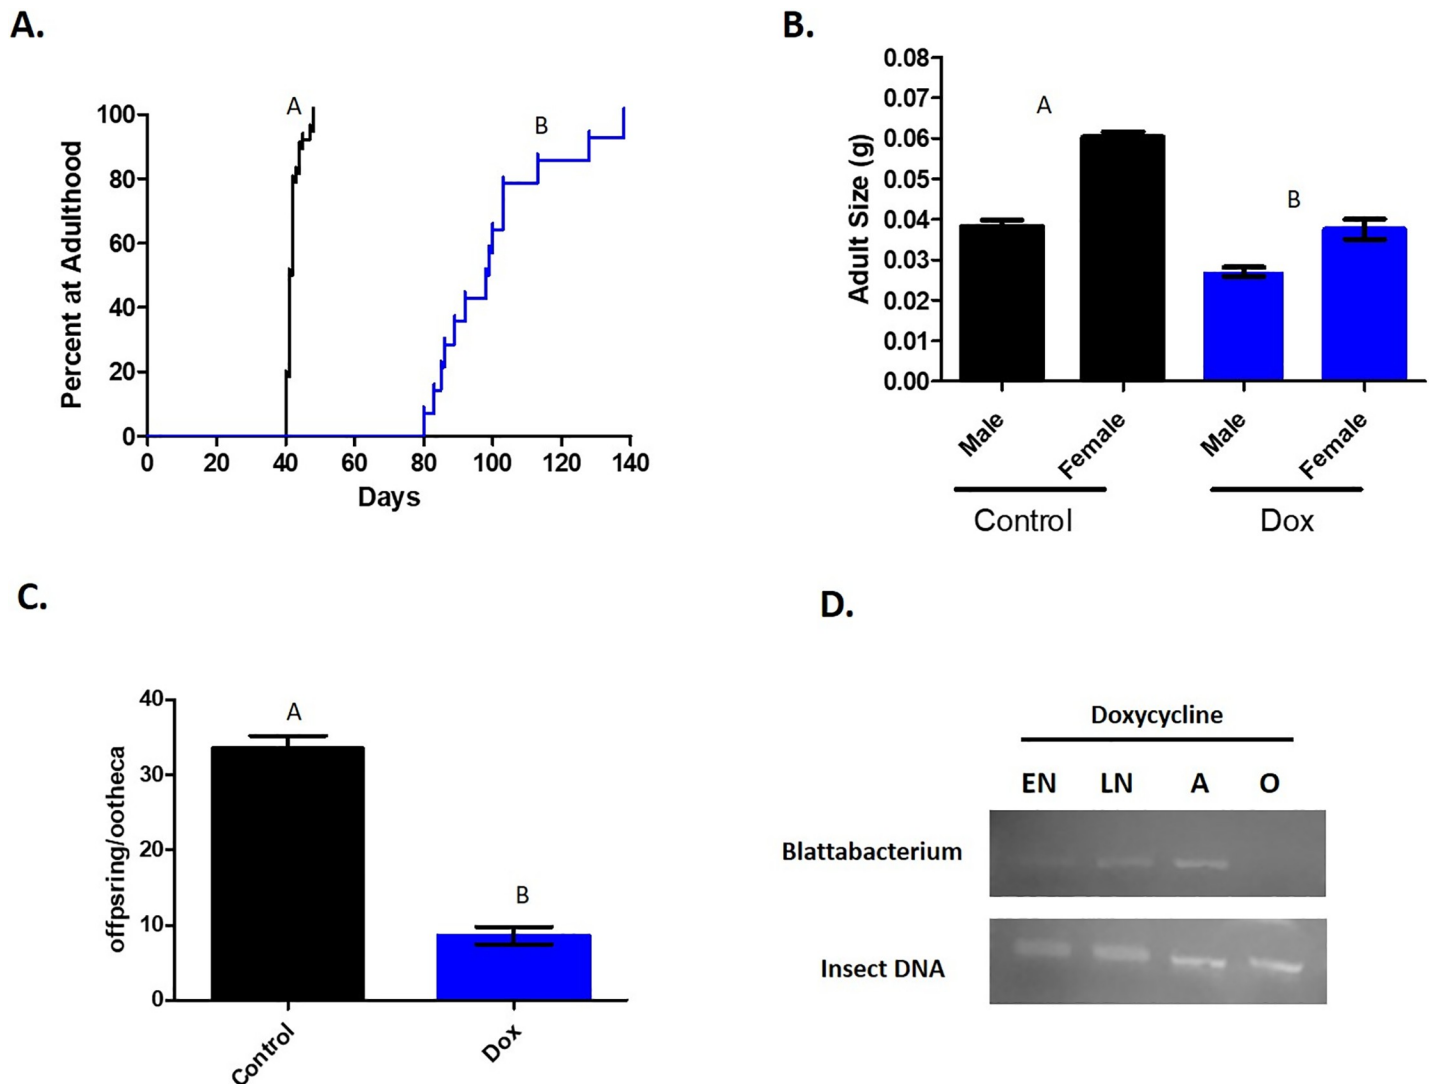 A.
A
B
100
80
60
40
20
0
Percent at Adulthood
0 20 40 60 80 100 120 140
Days
B.
0.08
0.07
0.06
0.05
0.04
0.03
0.02
0.01
0.00
Adult Size (g)
A
B
Male Female Male Female
Control Dox
C.
40
30
20
10
0
offpsring/ootheca
A
B
Control Dox
D.
Doxycycline
EN LN A O
Blattabacterium
Insect DNA